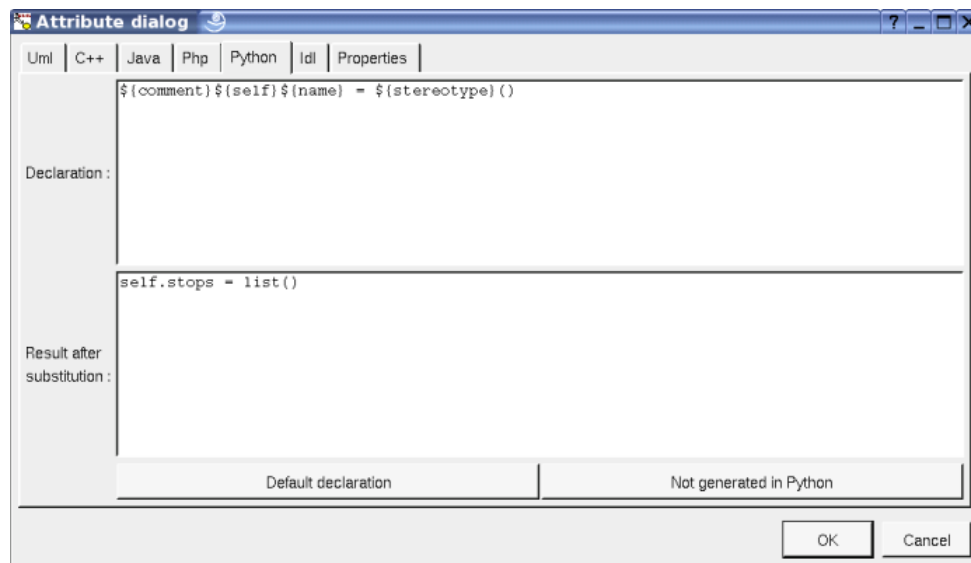 Attribute dialog
?
Uml C++ Java Php Python Idl Properties
Declaration :
${comment}${self}${name} = ${stereotype}()
Result after
substitution :
self.stops = list()
Default declaration Not generated in Python
OK Cancel